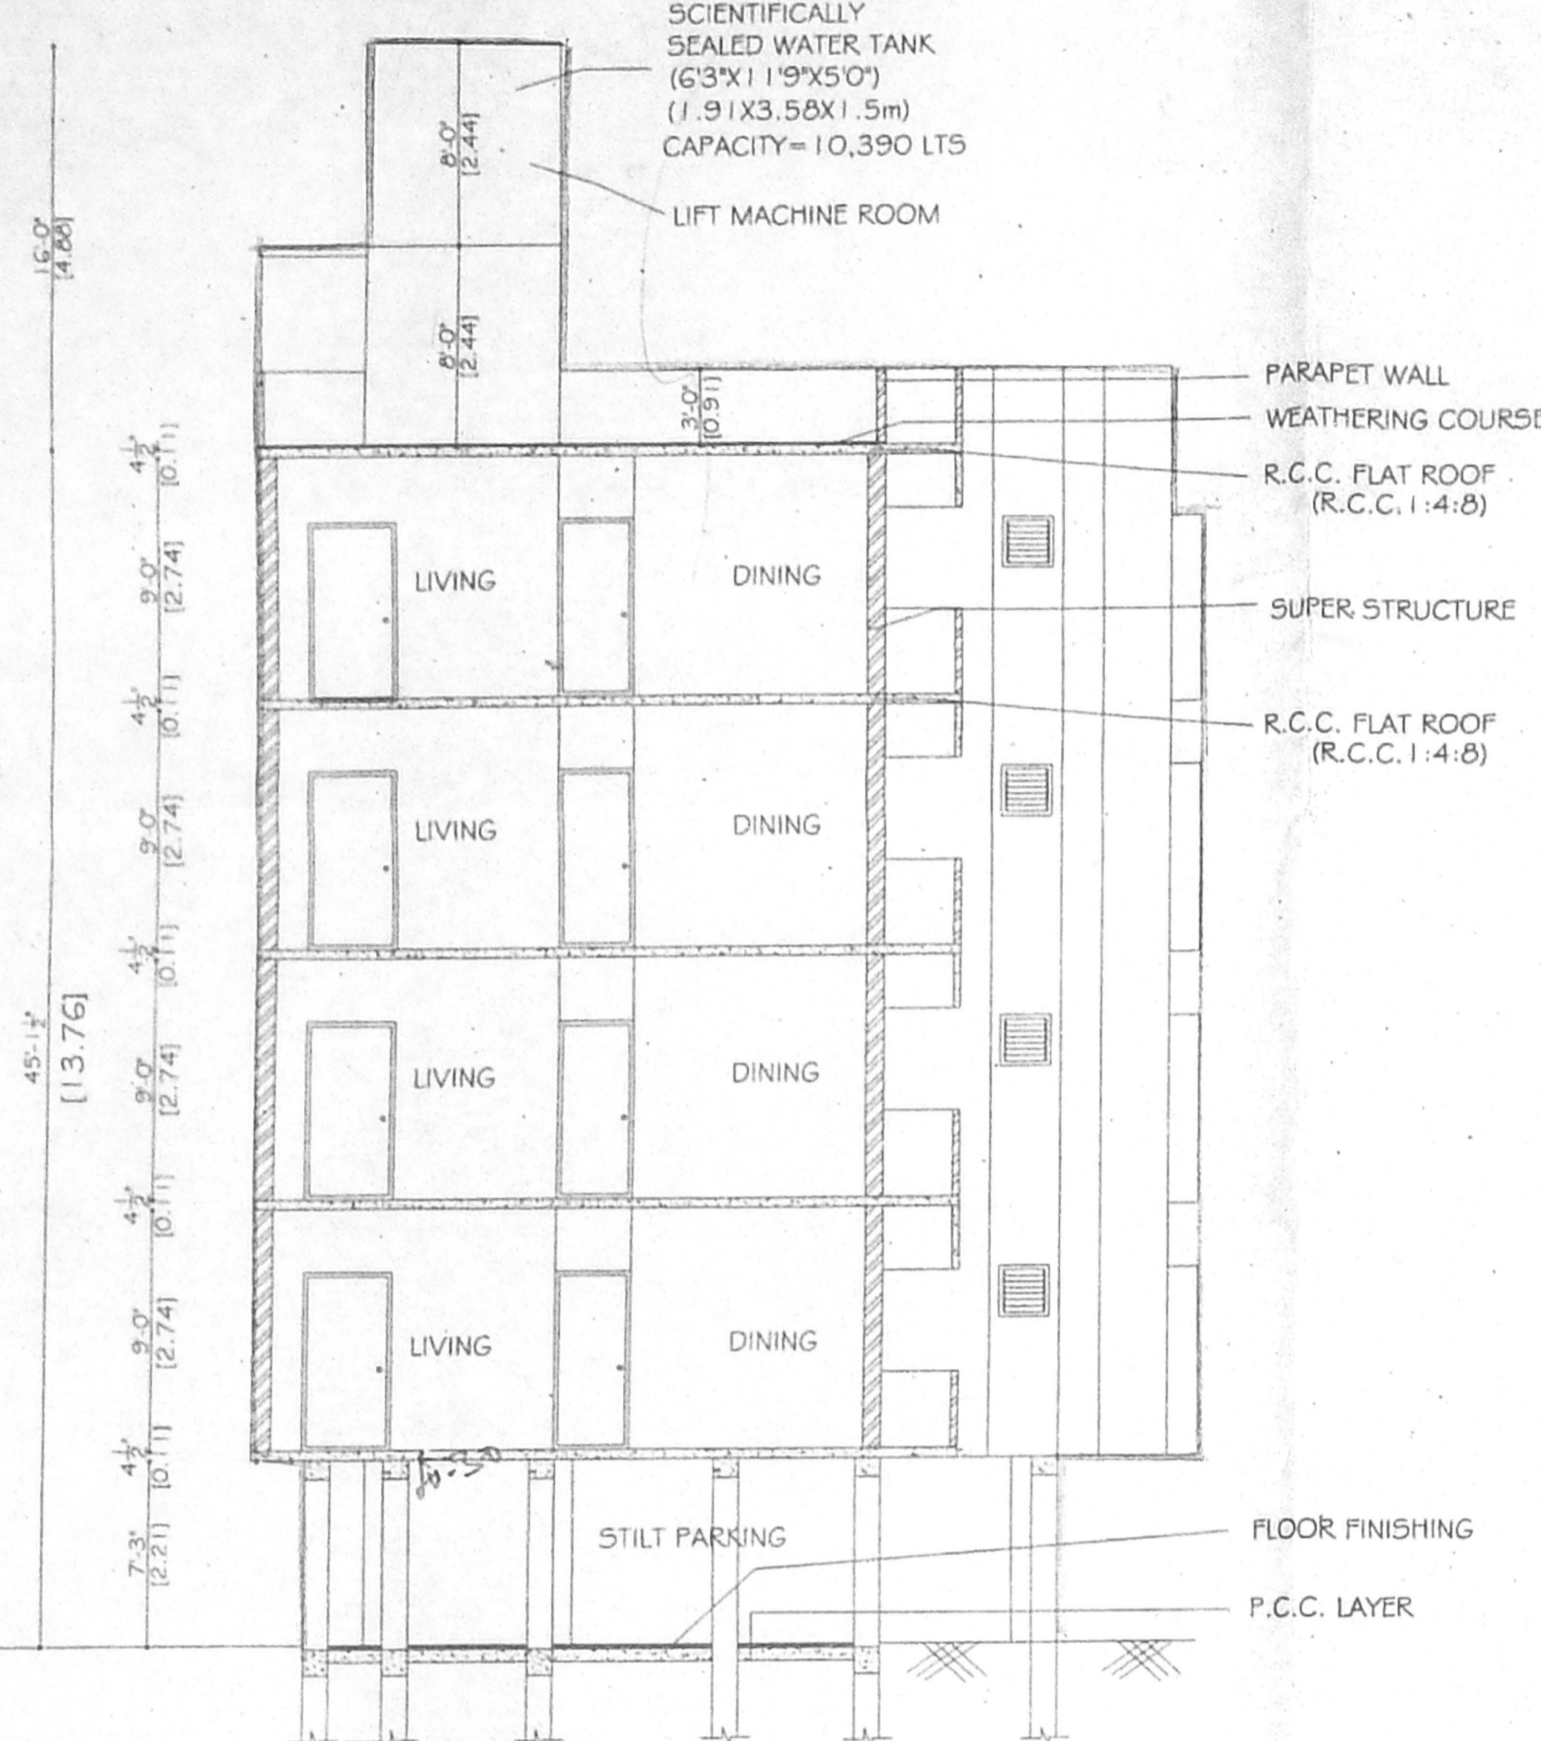 SCIENTIFICALLY
SEALED WATER TANK
(6'3"X11'9"X5'0")
(1.91X3.58X1.5m)
CAPACITY=10,390 LTS
LIFT MACHINE ROOM
8'-0"
[2.44]
16'-0"
[4.88]
8'-0"
[2.44]
3'-0"
[0.91]
PARAPET WALL
WEATHERING COURSE
R.C.C. FLAT ROOF
(R.C.C. 1:4:8)
4½"
[0.11]
9'-0"
[2.74]
LIVING
DINING
SUPER STRUCTURE
4½"
[0.11]
R.C.C. FLAT ROOF
(R.C.C. 1:4:8)
9'-0"
[2.74]
LIVING
DINING
4½"
[0.11]
45'-1½"
[13.76]
9'-0"
[2.74]
LIVING
DINING
4½"
[0.11]
9'-0"
[2.74]
LIVING
DINING
4½"
[0.11]
7'-3"
[2.21]
STILT PARKING
FLOOR FINISHING
P.C.C. LAYER